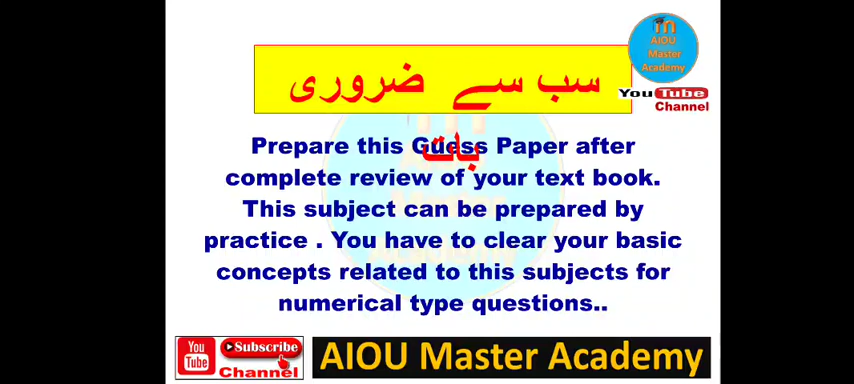 in
AIOU
Master
Academy
YouTube
Channel
سب سے ضروری
بات
Prepare this Guess Paper after
complete review of your text book.
This subject can be prepared by
practice . You have to clear your basic
concepts related to this subjects for
numerical type questions..
You
Tube
Subscribe
Channel
AIOU Master Academy